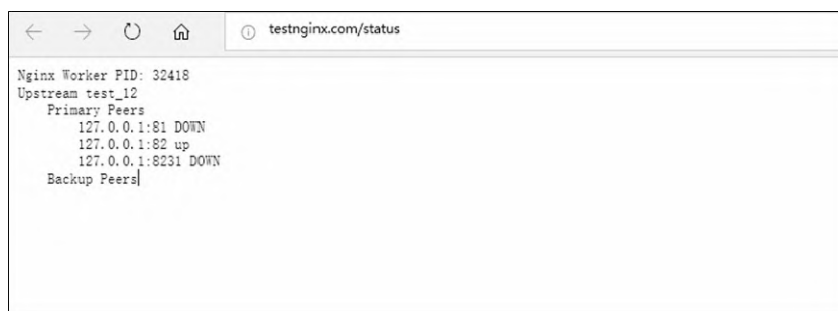 testnginx.com/status
Nginx Worker PID: 32418
Upstream test_12
Primary Peers
127.0.0.1:81 DOWN
127.0.0.1:82 up
127.0.0.1:8231 DOWN
Backup Peers